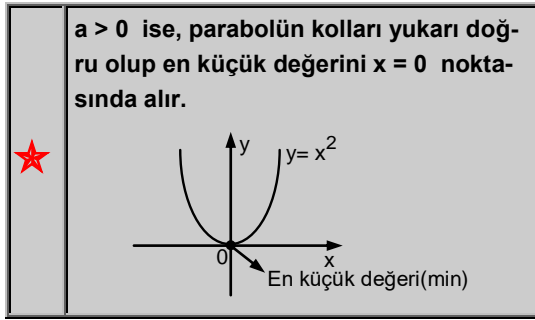 a > 0 ise, parabolün kolları yukarı doğ-
ru olup en küçük değerini x = 0 nokta-
sında alır.
y
y= x²
0
x
En küçük değeri(min)